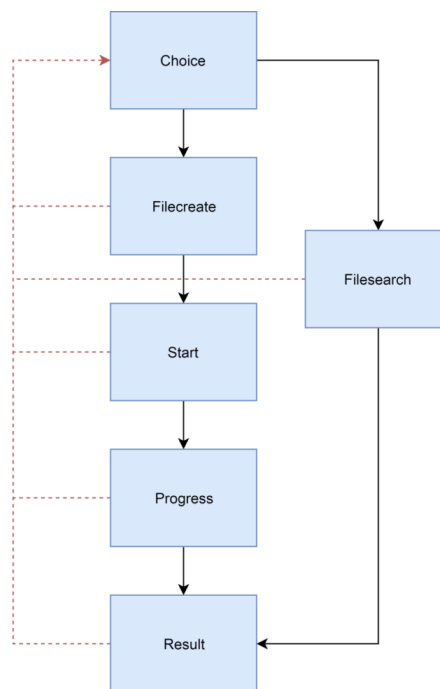 Choice
Filecreate
Filesearch
Start
Progress
Result